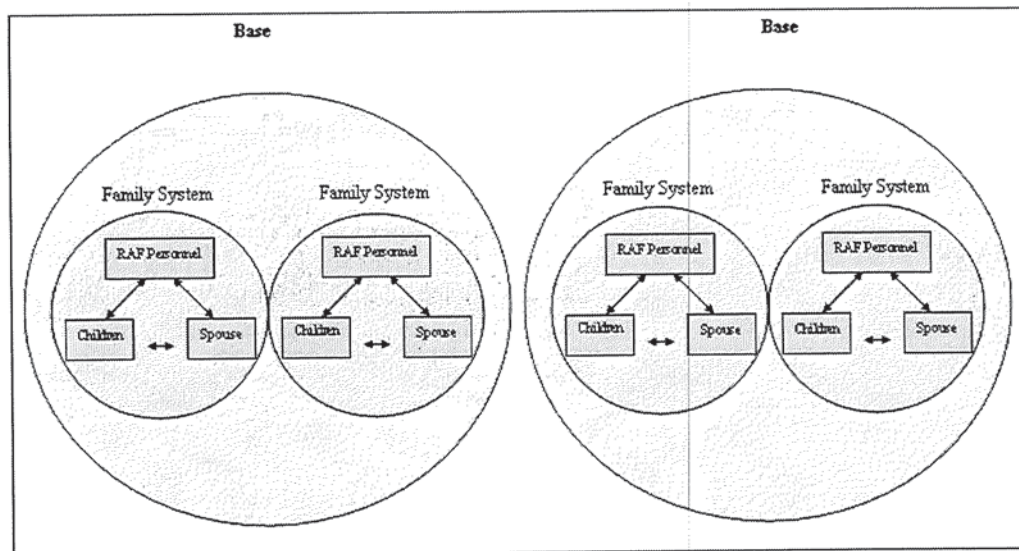 Base
Base
Family System
Family System
RAF Personnel
RAF Personnel
Children
Spouse
Children
Spouse
Family System
Family System
RAF Personnel
RAF Personnel
Children
Spouse
Children
Spouse